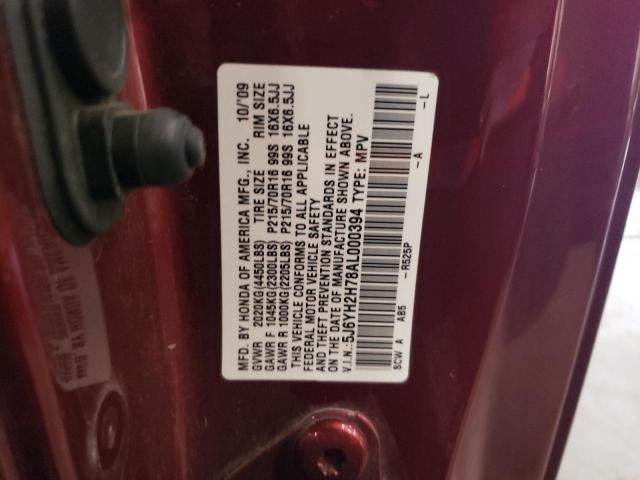 MFD. BY HONDA OF AMERICA MFG., INC. 10/'09
GVWR 2020KG(4450LBS) TIRE SIZE RIM SIZE
GAWR F 1045KG(2300LBS) P215/70R16 99S 16X6.5JJ
GAWR R 1000KG(2205LBS) P215/70R16 99S 16X6.5JJ
THIS VEHICLE CONFORMS TO ALL APPLICABLE
FEDERAL MOTOR VEHICLE SAFETY
AND THEFT PREVENTION STANDARDS IN EFFECT
ON THE DATE OF MANUFACTURE SHOWN ABOVE.
V.I.N.:5J6YH2H78AL000394 TYPE: MPV
SCW A AB5 -R525P -A -L